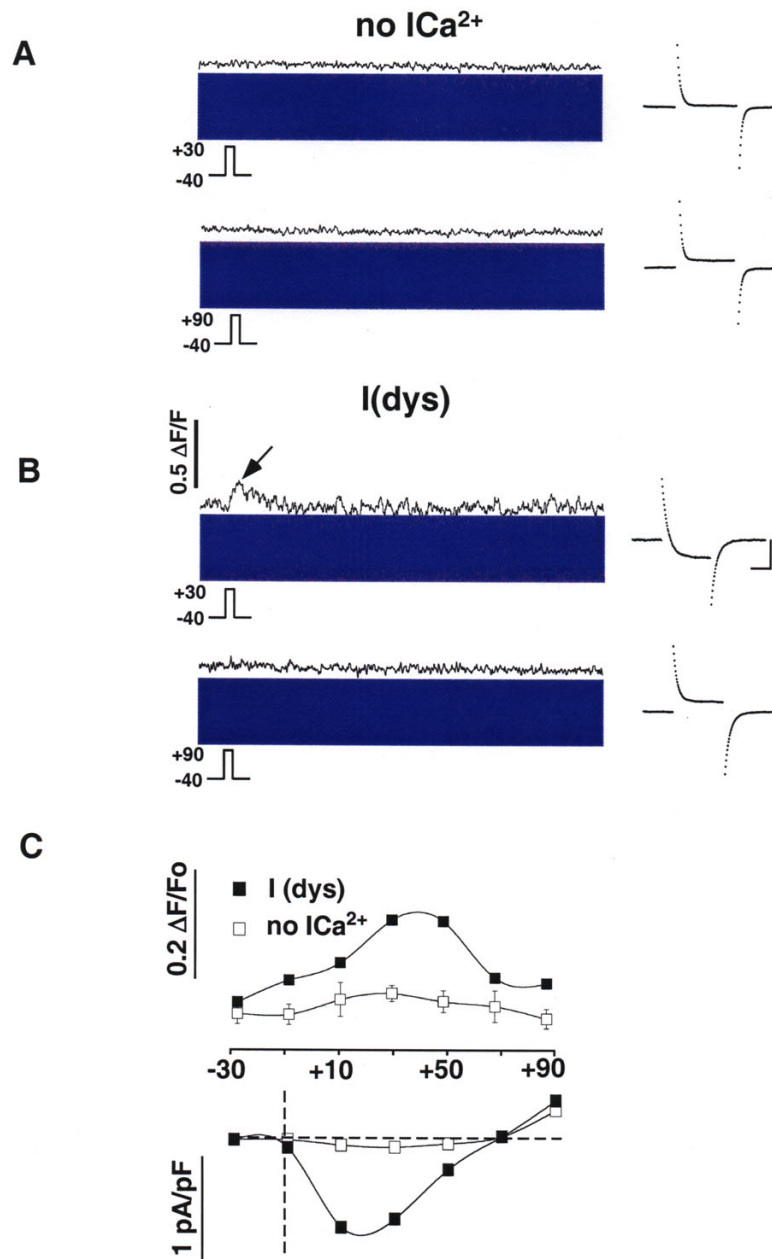 no ICa²⁺
A
+30
-40
+90
-40
I(dys)
0.5 ΔF/F
B
+30
-40
+90
-40
C
0.2 ΔF/Fo
I (dys)
no ICa²⁺
-30 +10 +50 +90
1 pA/pF